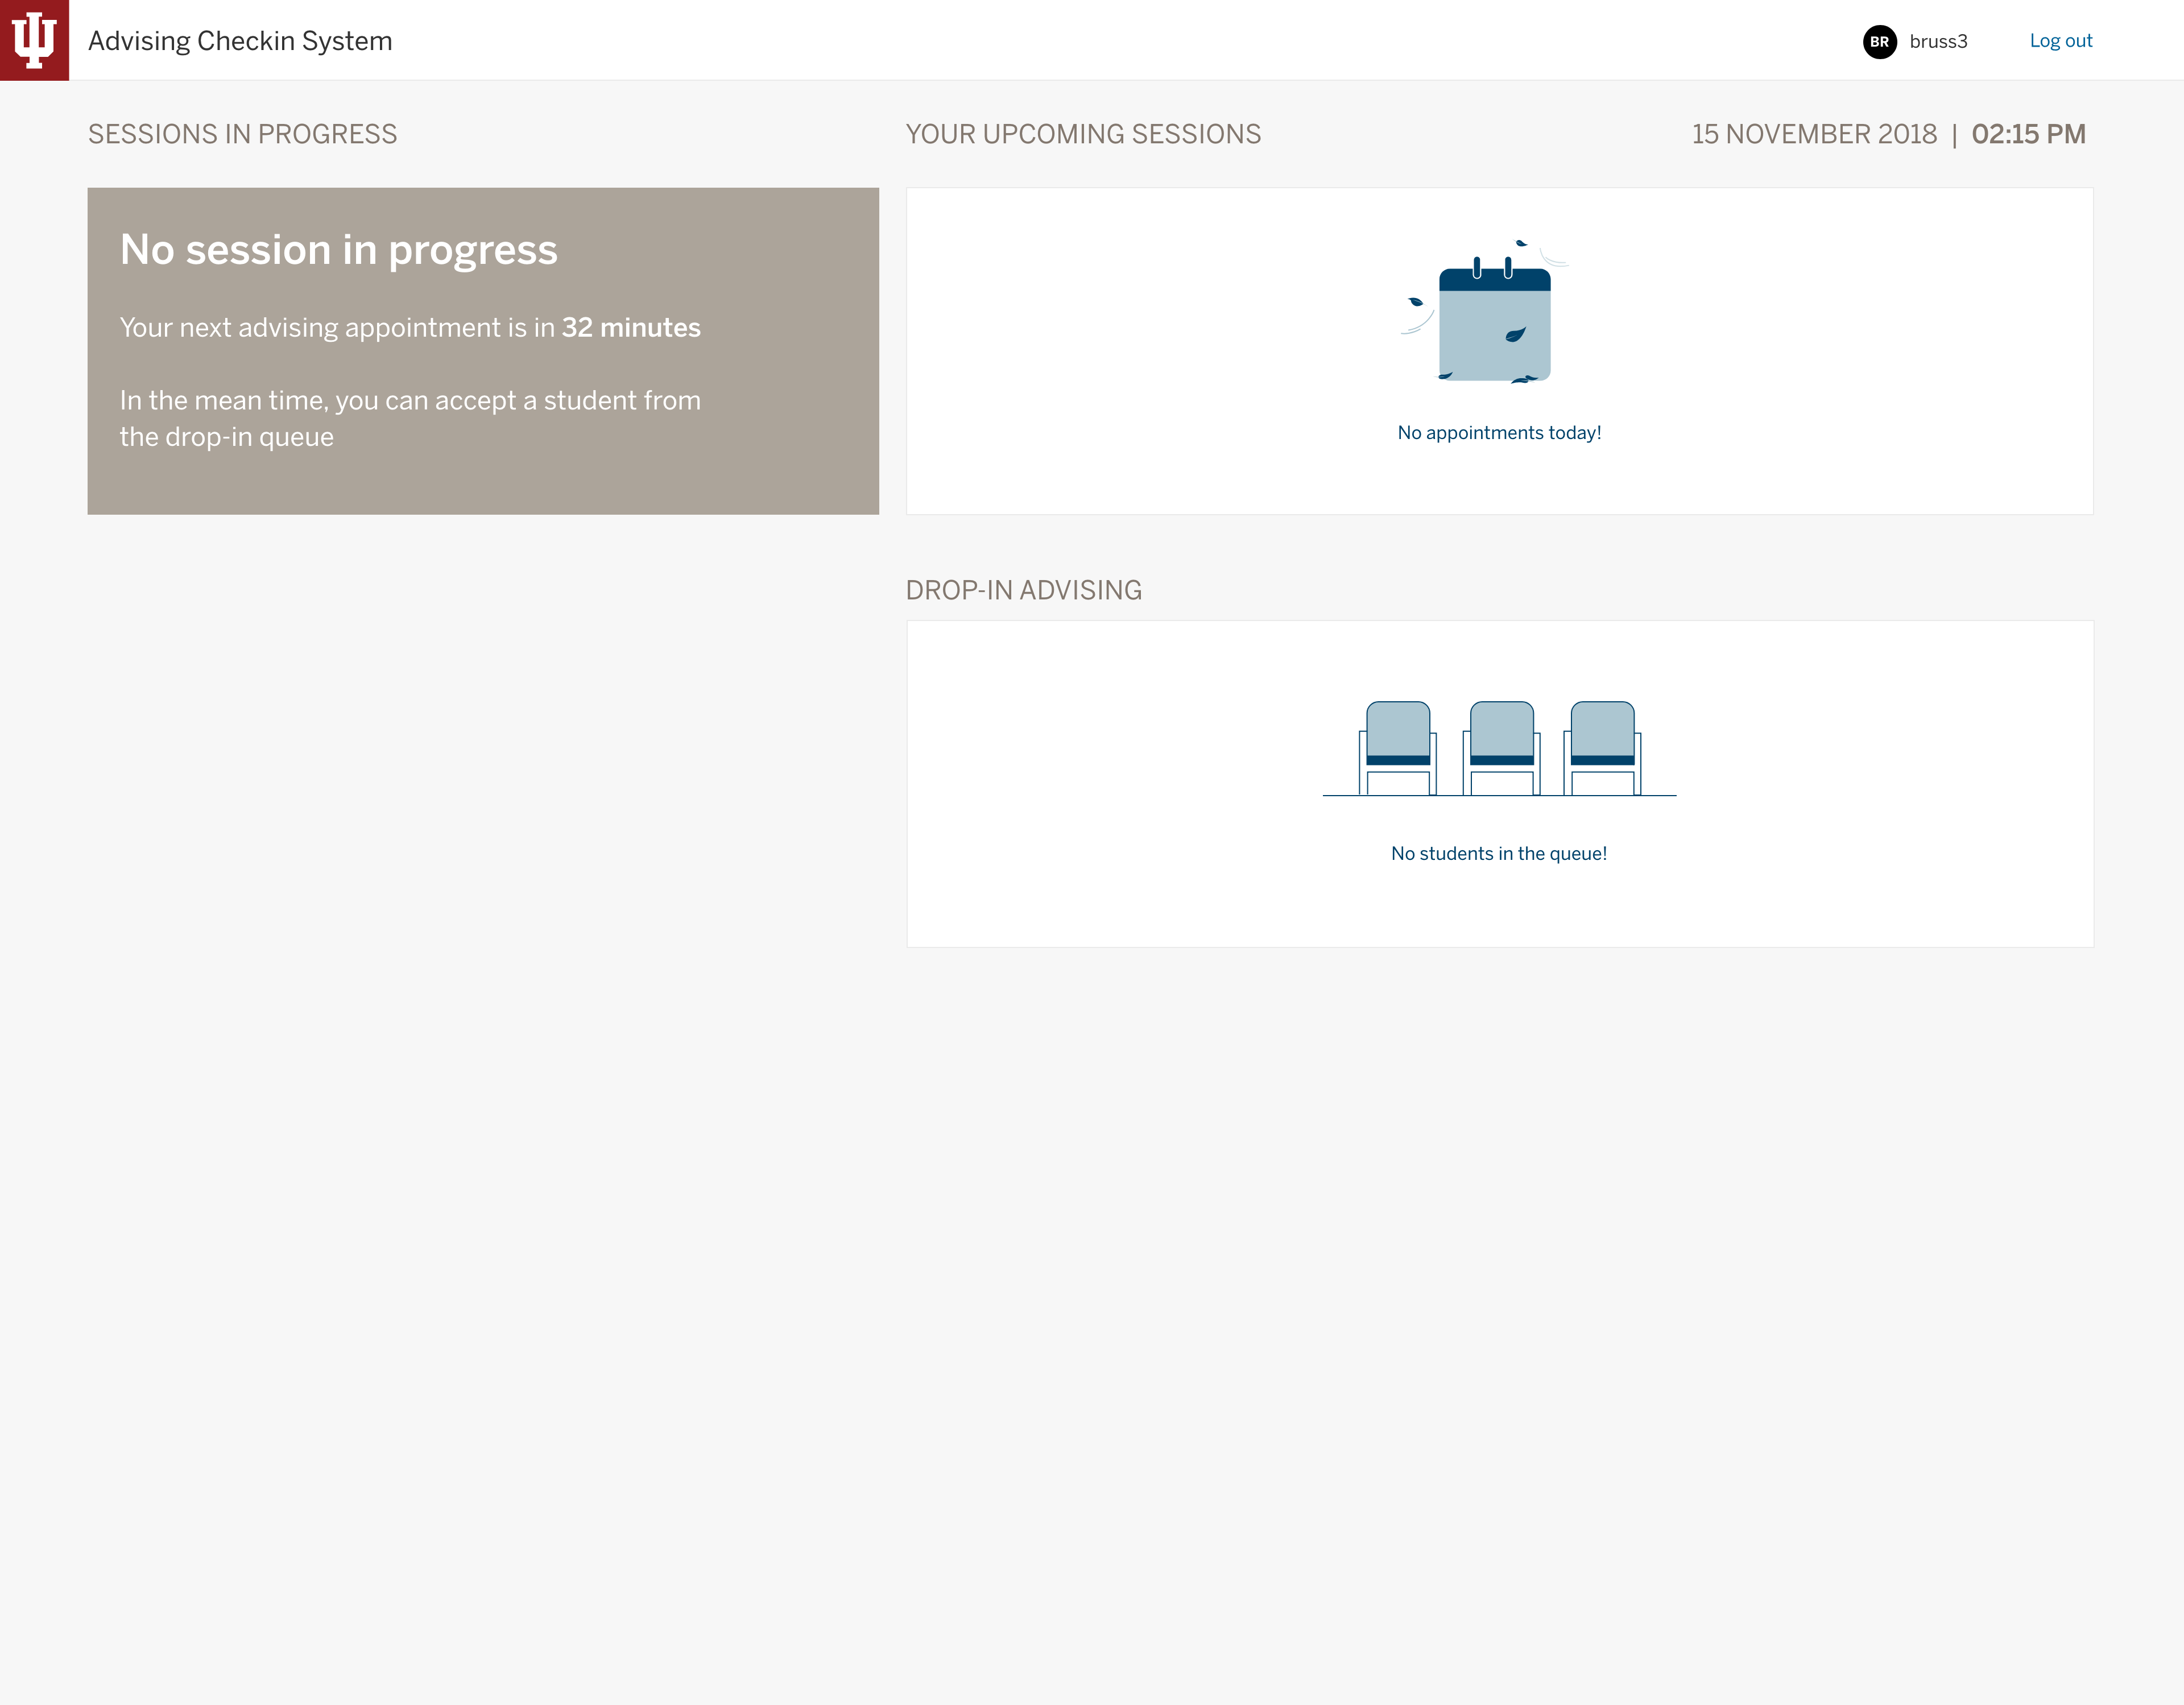 Advising Checkin System
BR bruss3 Log out
SESSIONS IN PROGRESS
No session in progress
Your next advising appointment is in 32 minutes
In the mean time, you can accept a student from
the drop-in queue
YOUR UPCOMING SESSIONS
15 NOVEMBER 2018 | 02:15 PM
No appointments today!
DROP-IN ADVISING
No students in the queue!